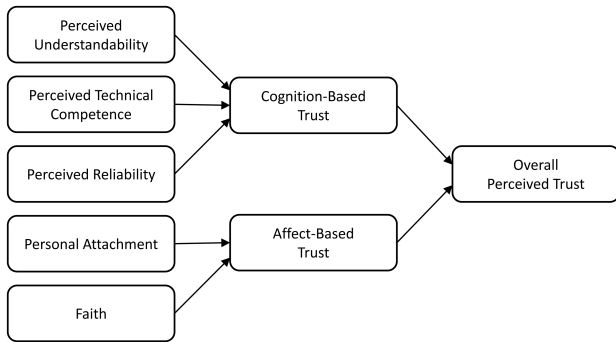 Perceived
Understandability
Perceived Technical
Competence
Perceived Reliability
Personal Attachment
Faith
Cognition-Based
Trust
Affect-Based
Trust
Overall
Perceived Trust